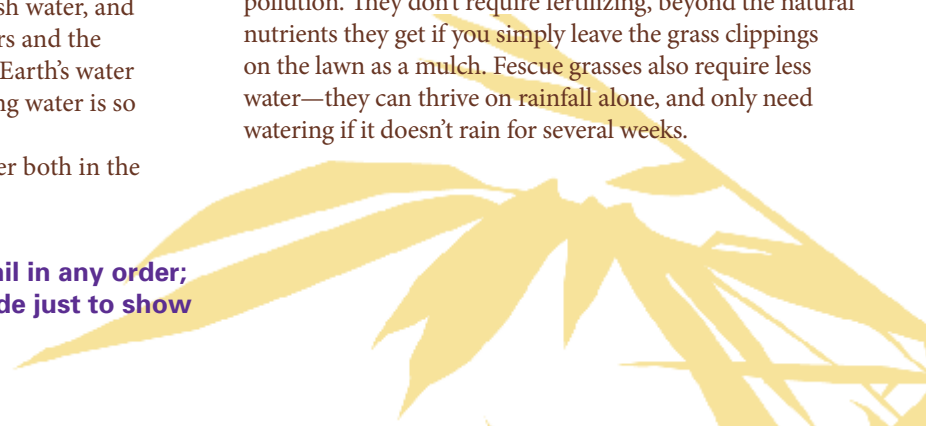 sh water, and
rs and the
Earth's water
ng water is so
er both in the
ail in any order;
de just to show
pollution. They don't require fertilizing, beyond the natural
nutrients they get if you simply leave the grass clippings
on the lawn as a mulch. Fescue grasses also require less
water—they can thrive on rainfall alone, and only need
watering if it doesn't rain for several weeks.